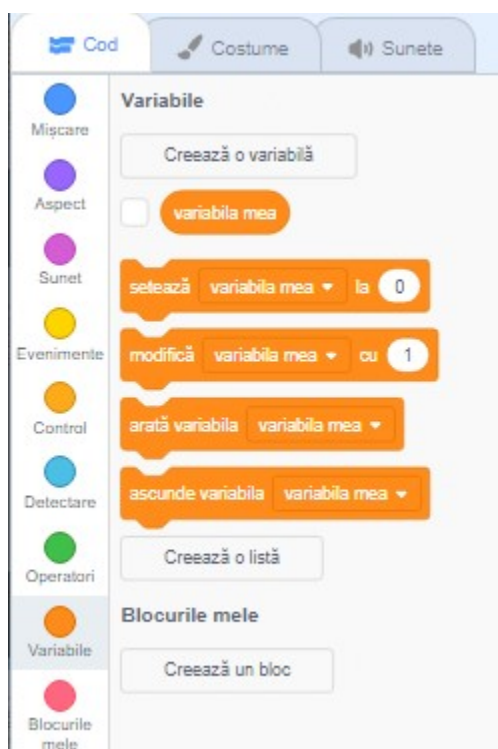 Cod
Costume
Sunete
Mișcare
Aspect
Sunet
Evenimente
Control
Detectare
Operatori
Variabile
Blocurile
mele
Variabile
Creează o variabilă
variabila mea
setează variabila mea la 0
modifică variabila mea cu 1
arată variabila variabila mea
ascunde variabila variabila mea
Creează o listă
Blocurile mele
Creează un bloc